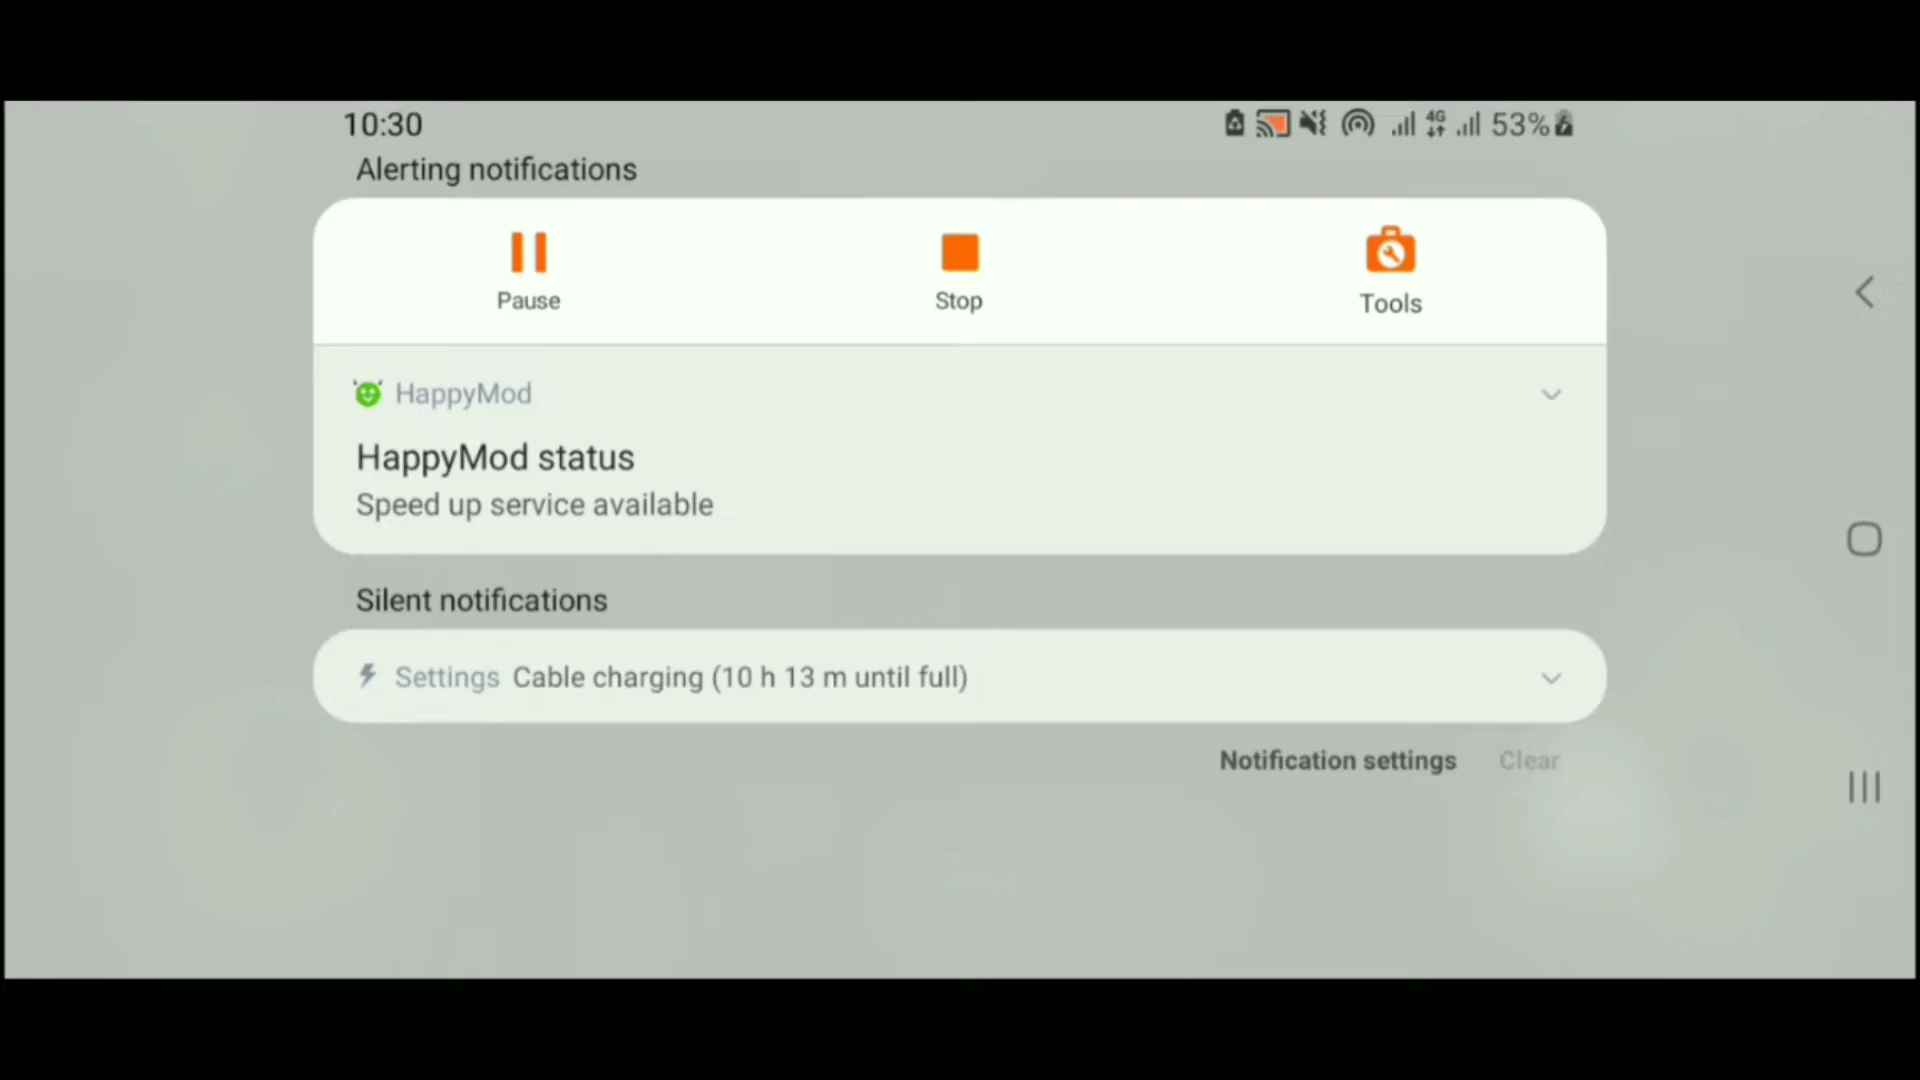 10:30
4G
53%
Alerting notifications
Pause
Stop
Tools
HappyMod
HappyMod status
Speed up service available
Silent notifications
Settings Cable charging (10 h 13 m until full)
Notification settings
Clear